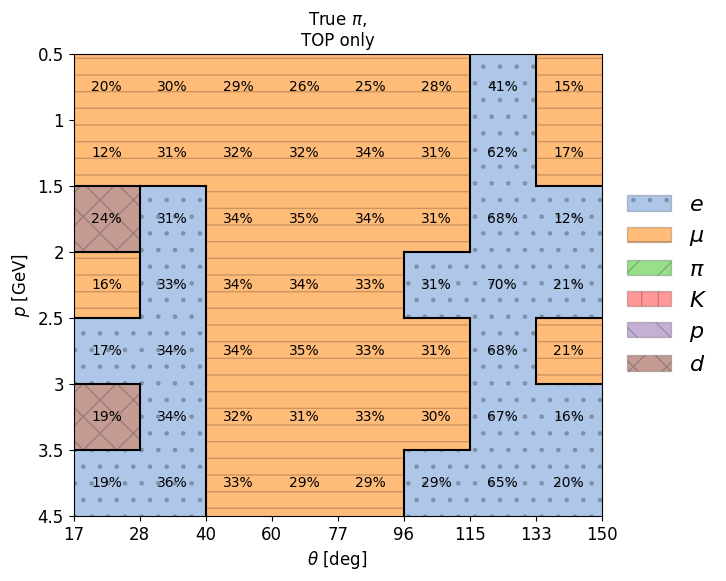 True π,
TOP only
0.5
20% 30% 29% 26% 25% 28% 41% 15%
1
12% 31% 32% 32% 34% 31% 62% 17%
1.5
24% 31% 34% 35% 34% 31% 68% 12%
2
16% 33% 34% 34% 33% 31% 70% 21%
2.5
17% 34% 34% 35% 33% 31% 68% 21%
3
19% 34% 32% 31% 33% 30% 67% 16%
3.5
19% 36% 33% 29% 29% 29% 65% 20%
4.5
p [GeV]
17 28 40 60 77 96 115 133 150
θ [deg]
e
μ
π
K
p
d